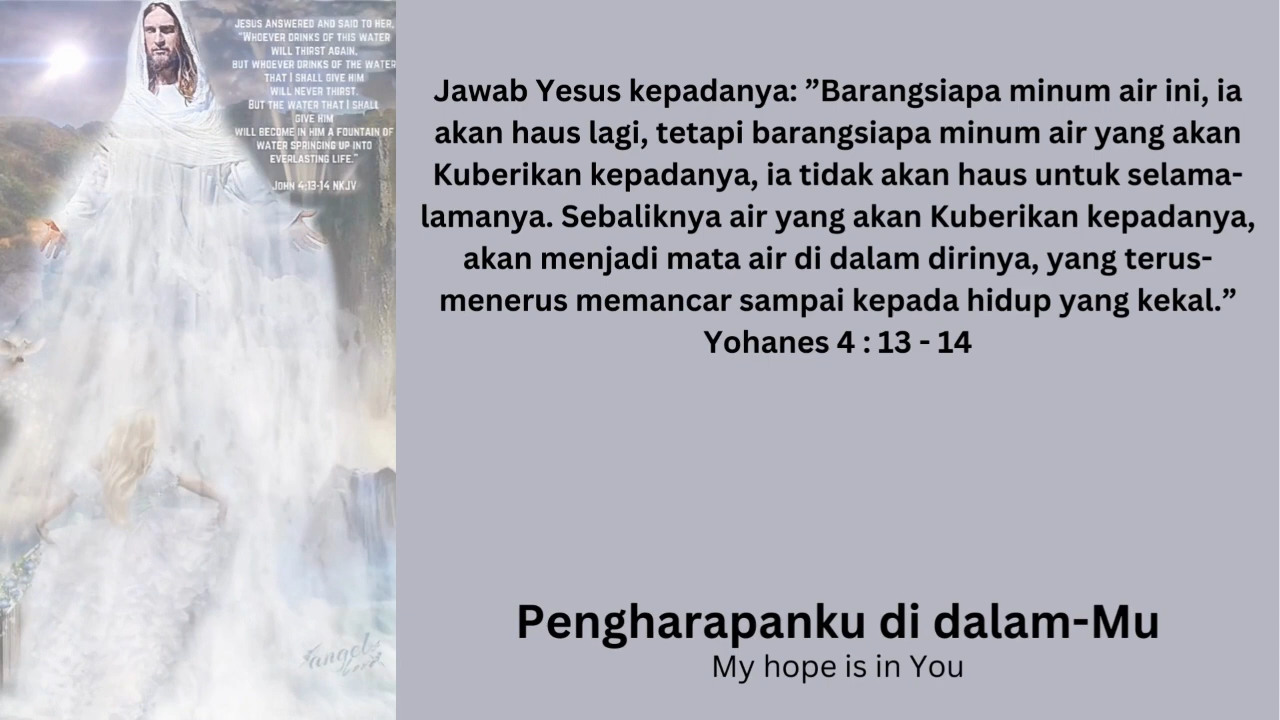 JESUS ANSWERED AND SAID TO HER,
"WHOEVER DRINKS OF THIS WATER
WILL THIRST AGAIN,
BUT WHOEVER DRINKS OF THE WATER
THAT I SHALL GIVE HIM
WILL NEVER THIRST.
BUT THE WATER THAT I SHALL
GIVE HIM
WILL BECOME IN HIM A FOUNTAIN OF
WATER SPRINGING UP INTO
EVERLASTING LIFE."
JOHN 4:13-14 NKJV
Jawab Yesus kepadanya: ”Barangsiapa minum air ini, ia
akan haus lagi, tetapi barangsiapa minum air yang akan
Kuberikan kepadanya, ia tidak akan haus untuk selama-
lamanya. Sebaliknya air yang akan Kuberikan kepadanya,
akan menjadi mata air di dalam dirinya, yang terus-
menerus memancar sampai kepada hidup yang kekal.”
Yohanes 4 : 13 - 14
Pengharapanku di dalam-Mu
My hope is in You